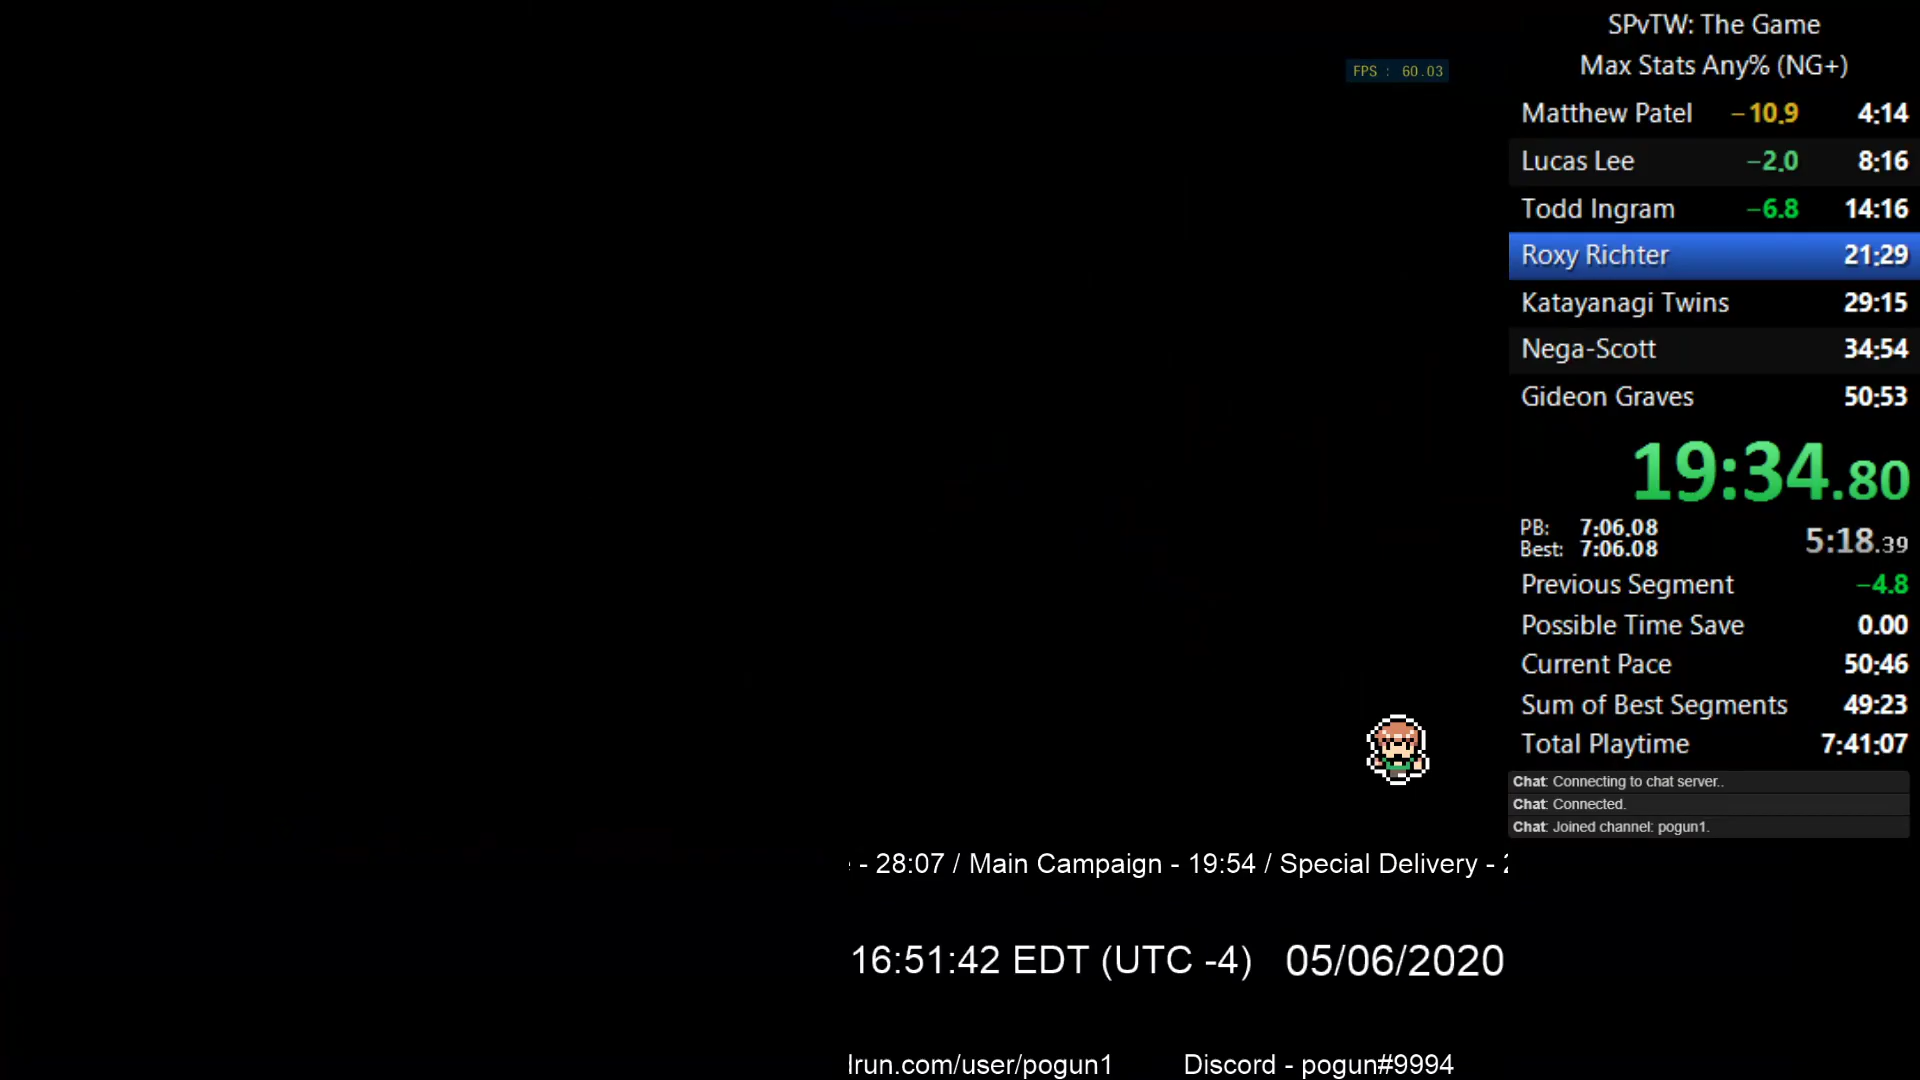 SPvTW: The Game
Max Stats Any% (NG+)
FPS : 60.03
Matthew Patel −10.9 4:14
Lucas Lee −2.0 8:16
Todd Ingram −6.8 14:16
Roxy Richter 21:29
Katayanagi Twins 29:15
Nega-Scott 34:54
Gideon Graves 50:53
19:34.80
PB: 7:06.08
Best: 7:06.08
5:18.39
Previous Segment −4.8
Possible Time Save 0.00
Current Pace 50:46
Sum of Best Segments 49:23
Total Playtime 7:41:07
Chat: Connecting to chat server..
Chat: Connected.
Chat: Joined channel: pogun1.
- 28:07 / Main Campaign - 19:54 / Special Delivery -
16:51:42 EDT (UTC -4) 05/06/2020
run.com/user/pogun1 Discord - pogun#9994